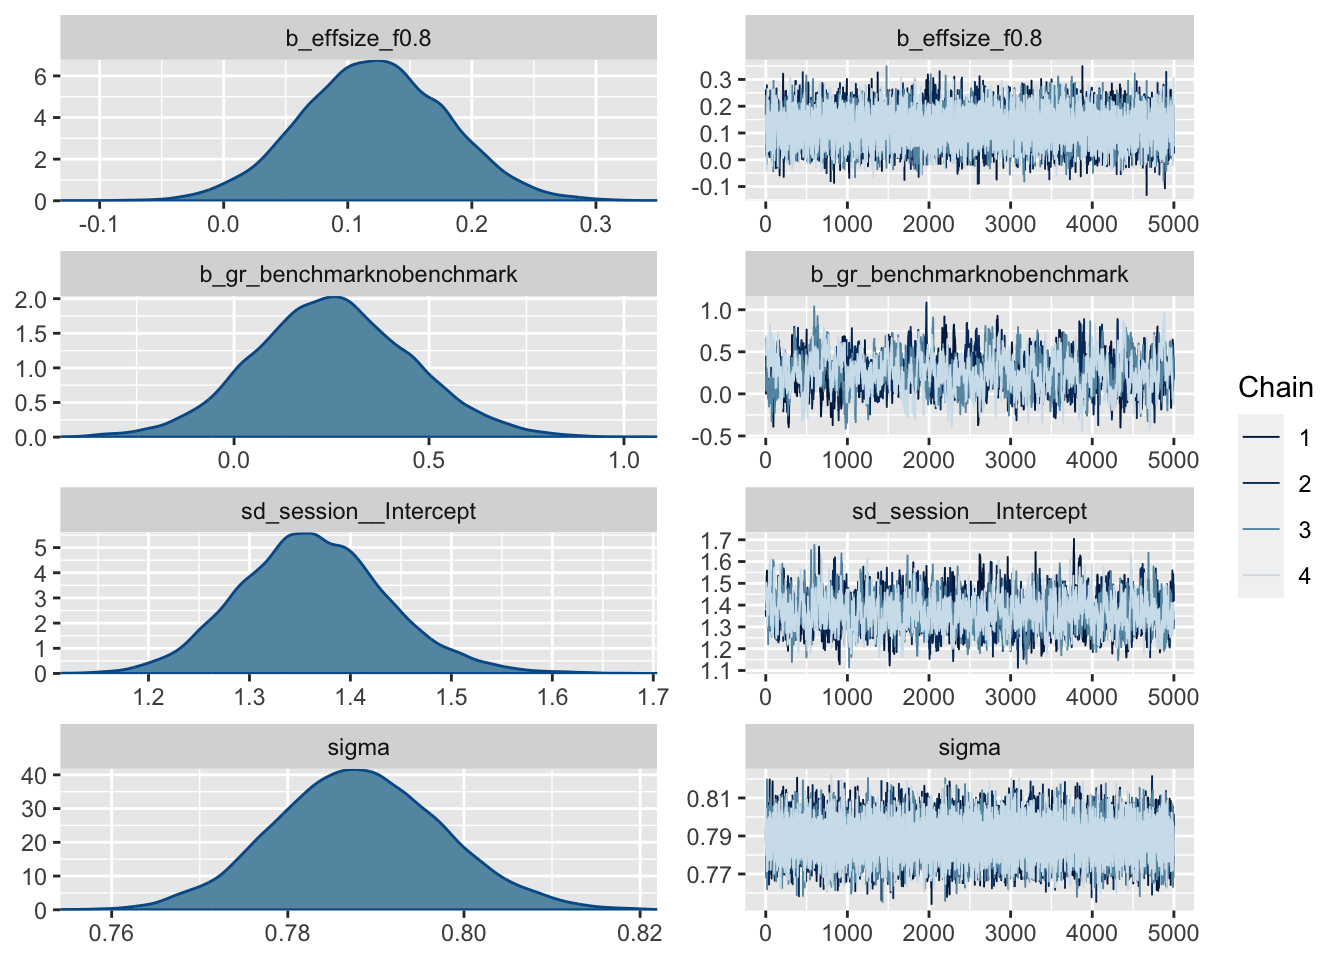 b_effsize_f0.8
6
4
2
0
-0.1 0.0 0.1 0.2 0.3
b_effsize_f0.8
0.3
0.2
0.1
0.0
-0.1
0 1000 2000 3000 4000 5000
b_gr_benchmarknobenchmark
2.0
1.5
1.0
0.5
0.0
0.0 0.5 1.0
b_gr_benchmarknobenchmark
1.0
0.5
0.0
-0.5
0 1000 2000 3000 4000 5000
sd_session__Intercept
5
4
3
2
1
0
1.2 1.3 1.4 1.5 1.6 1.7
sd_session__Intercept
1.7
1.6
1.5
1.4
1.3
1.2
1.1
0 1000 2000 3000 4000 5000
sigma
40
30
20
10
0
0.76 0.78 0.80 0.82
sigma
0.81
0.79
0.77
0 1000 2000 3000 4000 5000
Chain
1
2
3
4